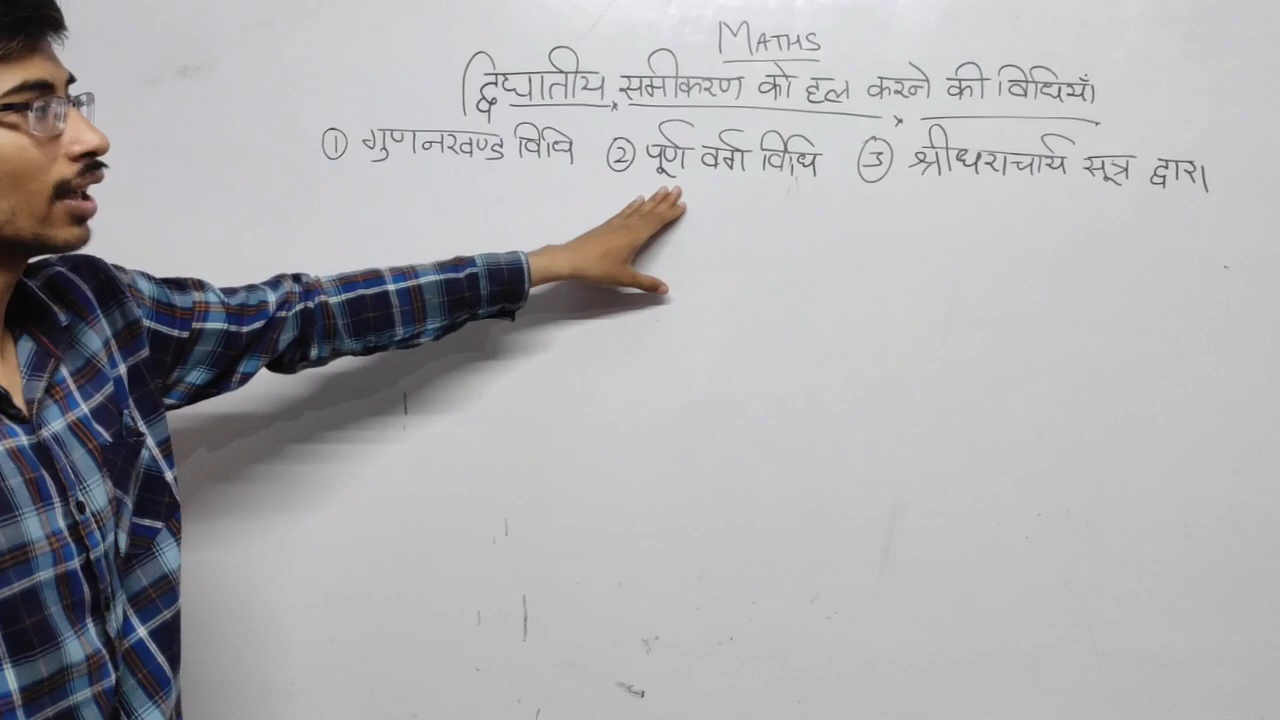 MATHS
द्विघातीय समीकरण को हल करने की विधियाँ
① गुणनखण्ड विधि ② पूर्ण वर्ग विधि ③ श्रीधराचार्य सूत्र द्वारा